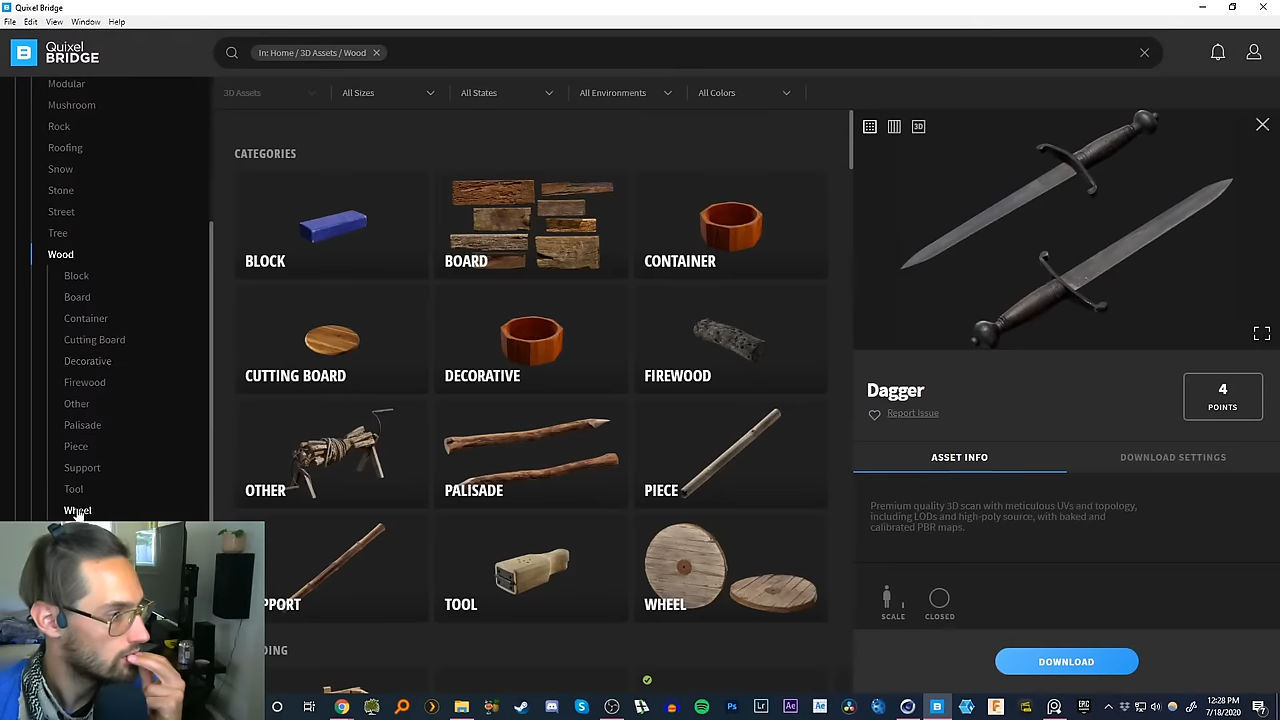 Quixel Bridge
File Edit View Window Help
Quixel
BRIDGE
In: Home / 3D Assets / Wood
3D Assets
All Sizes
All States
All Environments
All Colors
Modular
Mushroom
Rock
Roofing
Snow
Stone
Street
Tree
Wood
Block
Board
Container
Cutting Board
Decorative
Firewood
Other
Palisade
Piece
Support
Tool
Wheel
CATEGORIES
BLOCK
BOARD
CONTAINER
CUTTING BOARD
DECORATIVE
FIREWOOD
OTHER
PALISADE
PIECE
PPORT
TOOL
WHEEL
DING
3D
Dagger
Report Issue
4
POINTS
ASSET INFO
DOWNLOAD SETTINGS
Premium quality 3D scan with meticulous UVs and topology,
including LODs and high-poly source, with baked and
calibrated PBR maps.
SCALE
CLOSED
DOWNLOAD
12:28 PM
7/18/2020